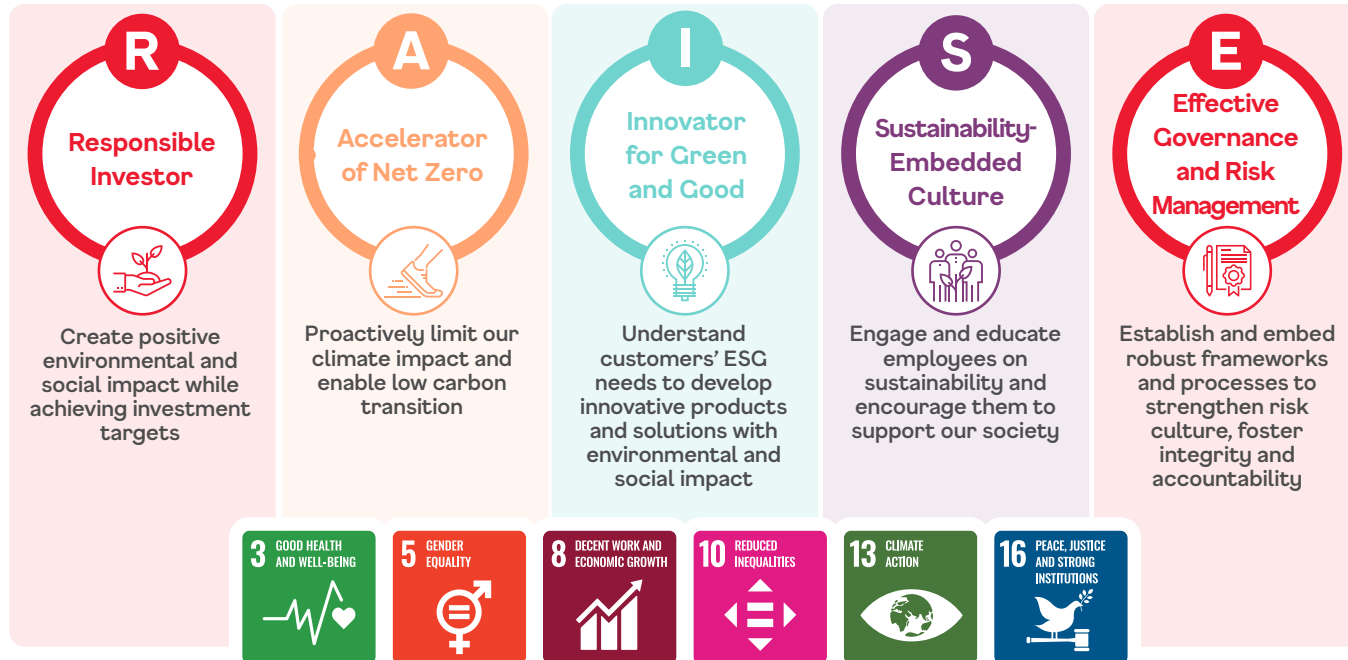 R
Responsible
Investor
Create positive
environmental and
social impact while
achieving investment
targets
A
Accelerator
of Net Zero
Proactively limit our
climate impact and
enable low carbon
transition
I
Innovator
for Green
and Good
Understand
customers’ ESG
needs to develop
innovative products
and solutions with
environmental and
social impact
S
Sustainability-
Embedded
Culture
Engage and educate
employees on
sustainability and
encourage them to
support our society
E
Effective
Governance
and Risk
Management
Establish and embed
robust frameworks
and processes to
strengthen risk
culture, foster
integrity and
accountability
3 GOOD HEALTH
AND WELL-BEING
5 GENDER
EQUALITY
8 DECENT WORK AND
ECONOMIC GROWTH
10 REDUCED
INEQUALITIES
13 CLIMATE
ACTION
16 PEACE, JUSTICE
AND STRONG
INSTITUTIONS